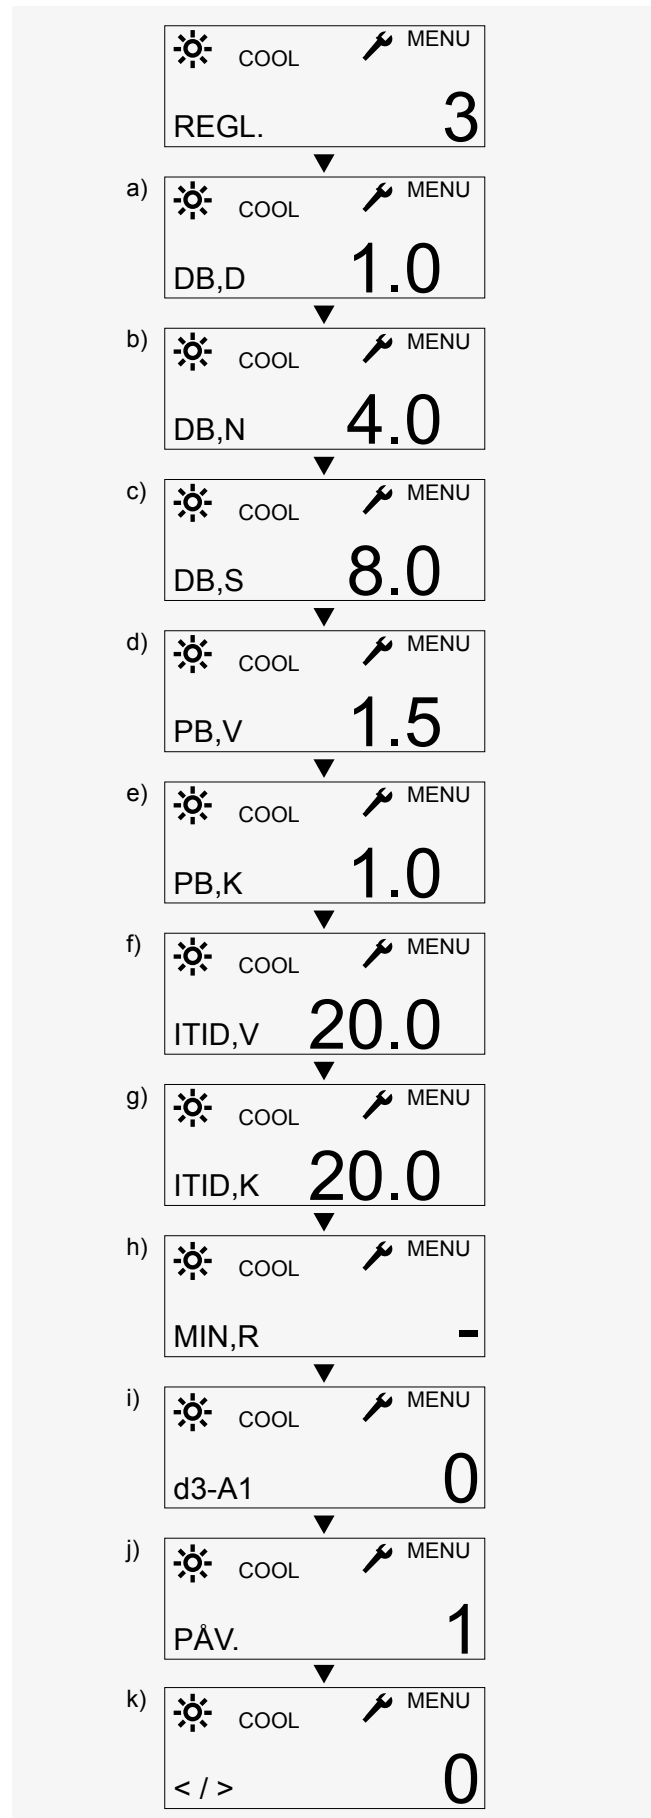 MENU
COOL
REGL. 3
▼
a) MENU
COOL
DB,D 1.0
▼
b) MENU
COOL
DB,N 4.0
▼
c) MENU
COOL
DB,S 8.0
▼
d) MENU
COOL
PB,V 1.5
▼
e) MENU
COOL
PB,K 1.0
▼
f) MENU
COOL
ITID,V 20.0
▼
g) MENU
COOL
ITID,K 20.0
▼
h) MENU
COOL
MIN,R -
▼
i) MENU
COOL
d3-A1 0
▼
j) MENU
COOL
PÅV. 1
▼
k) MENU
COOL
< / > 0